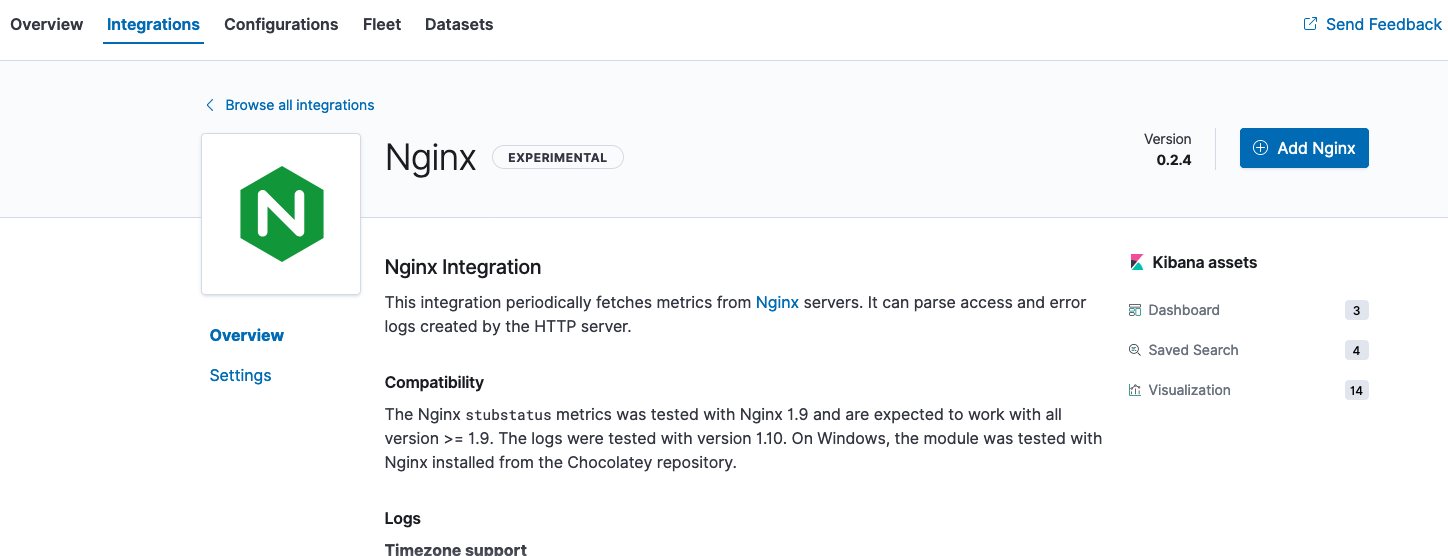 Overview Integrations Configurations Fleet Datasets Send Feedback
Browse all integrations
Nginx EXPERIMENTAL
Version
0.2.4
Add Nginx
Nginx Integration
This integration periodically fetches metrics from Nginx servers. It can parse access and error
logs created by the HTTP server.
Overview
Settings
Compatibility
The Nginx stubstatus metrics was tested with Nginx 1.9 and are expected to work with all
version >= 1.9. The logs were tested with version 1.10. On Windows, the module was tested with
Nginx installed from the Chocolatey repository.
Logs
Timezone support
Kibana assets
Dashboard 3
Saved Search 4
Visualization 14